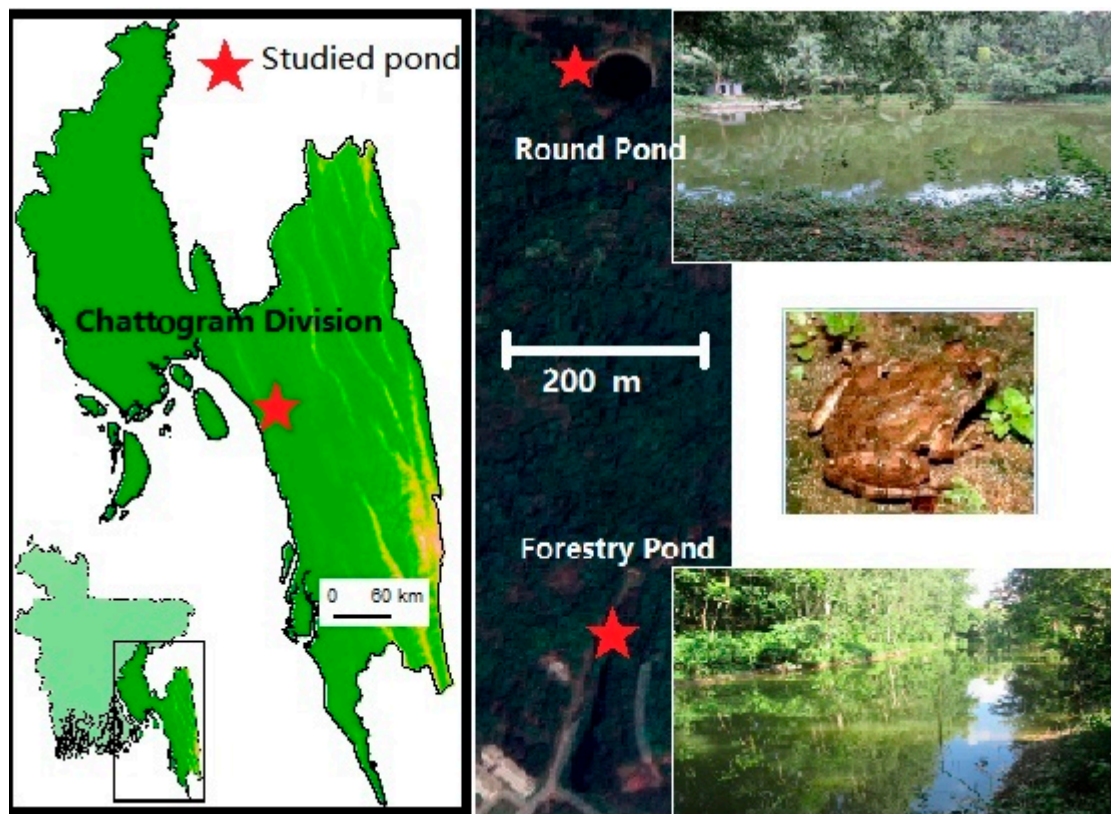 Studied pond
Chattogram Division
0 60 km
Round Pond
200 m
Forestry Pond